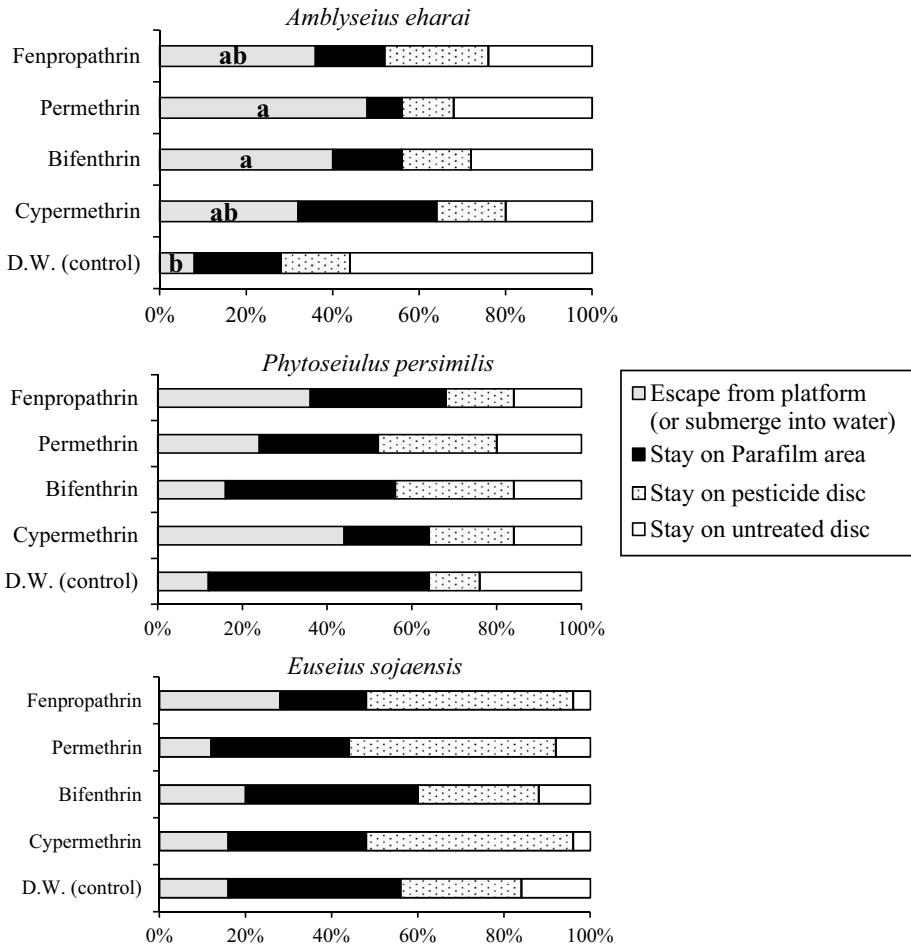 Amblyseius eharai
Fenpropathrin
ab
Permethrin
a
Bifenthrin
a
Cypermethrin
ab
D.W. (control)
b
0% 20% 40% 60% 80% 100%
Phytoseiulus persimilis
Fenpropathrin
Permethrin
Bifenthrin
Cypermethrin
D.W. (control)
0% 20% 40% 60% 80% 100%
Escape from platform
(or submerge into water)
Stay on Parafilm area
Stay on pesticide disc
Stay on untreated disc
Euseius sojaensis
Fenpropathrin
Permethrin
Bifenthrin
Cypermethrin
D.W. (control)
0% 20% 40% 60% 80% 100%